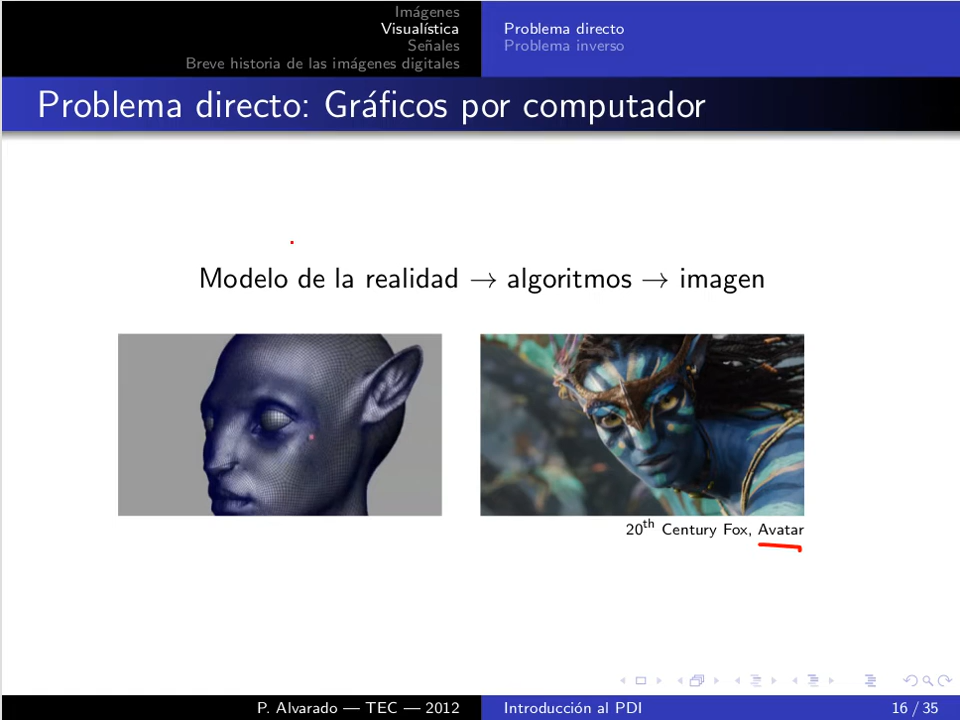 Imágenes
Visualística
Señales
Breve historia de las imágenes digitales
Problema directo
Problema inverso
Problema directo: Gráficos por computador
Modelo de la realidad → algoritmos → imagen
20th Century Fox, Avatar
P. Alvarado — TEC — 2012
Introducción al PDI
16 / 35